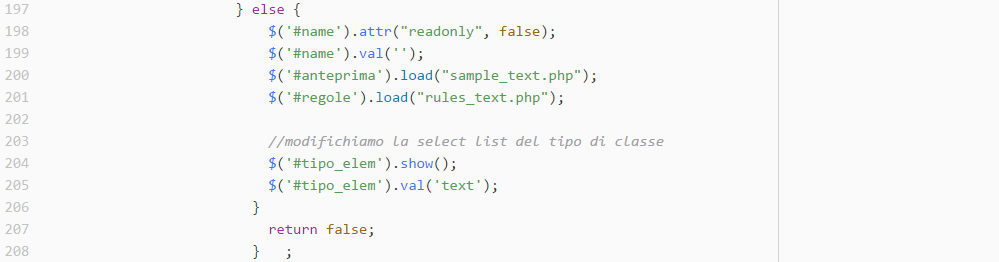 197 } else {
198 $('#name').attr("readonly", false);
199 $('#name').val('');
200 $('#anteprima').load("sample_text.php");
201 $('#regole').load("rules_text.php");
202
203 //modifichiamo la select list del tipo di classe
204 $('#tipo_elem').show();
205 $('#tipo_elem').val('text');
206 }
207 return false;
208 } ;